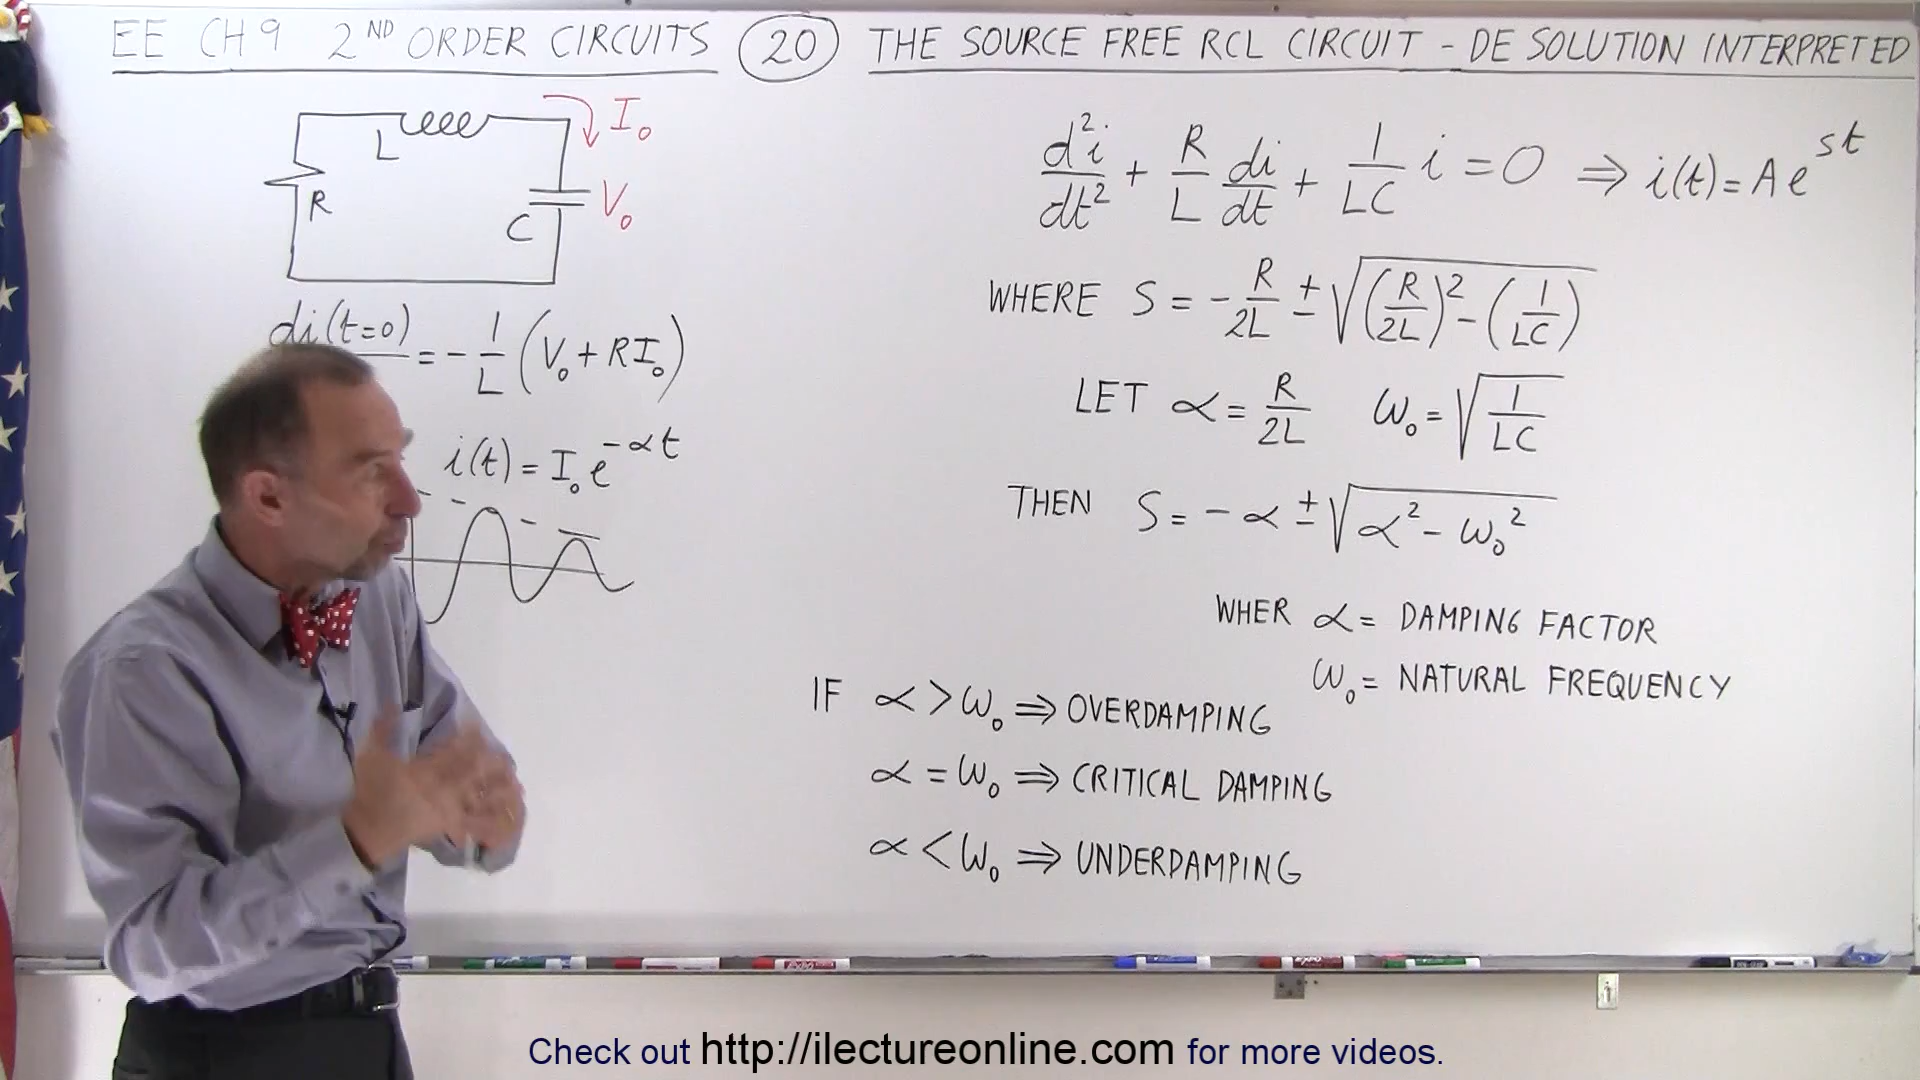 EE CH 9 2ND ORDER CIRCUITS (20) THE SOURCE FREE RCL CIRCUIT - DE SOLUTION INTERPRETED
I₀
L
R
V₀
C
di(t=0) = -1/L (V₀ + RI₀)
i(t) = I₀e^(-αt)
d²i/dt² + R/L di/dt + 1/LC i = 0 ⇒ i(t) = Ae^(st)
WHERE S = -R/2L ± √((R/2L)² - (1/LC))
LET α = R/2L ω₀ = √(1/LC)
THEN S = -α ± √(α² - ω₀²)
WHER α = DAMPING FACTOR
ω₀ = NATURAL FREQUENCY
IF α > ω₀ ⇒ OVERDAMPING
α = ω₀ ⇒ CRITICAL DAMPING
α < ω₀ ⇒ UNDERDAMPING
Check out http://ilectureonline.com for more videos.